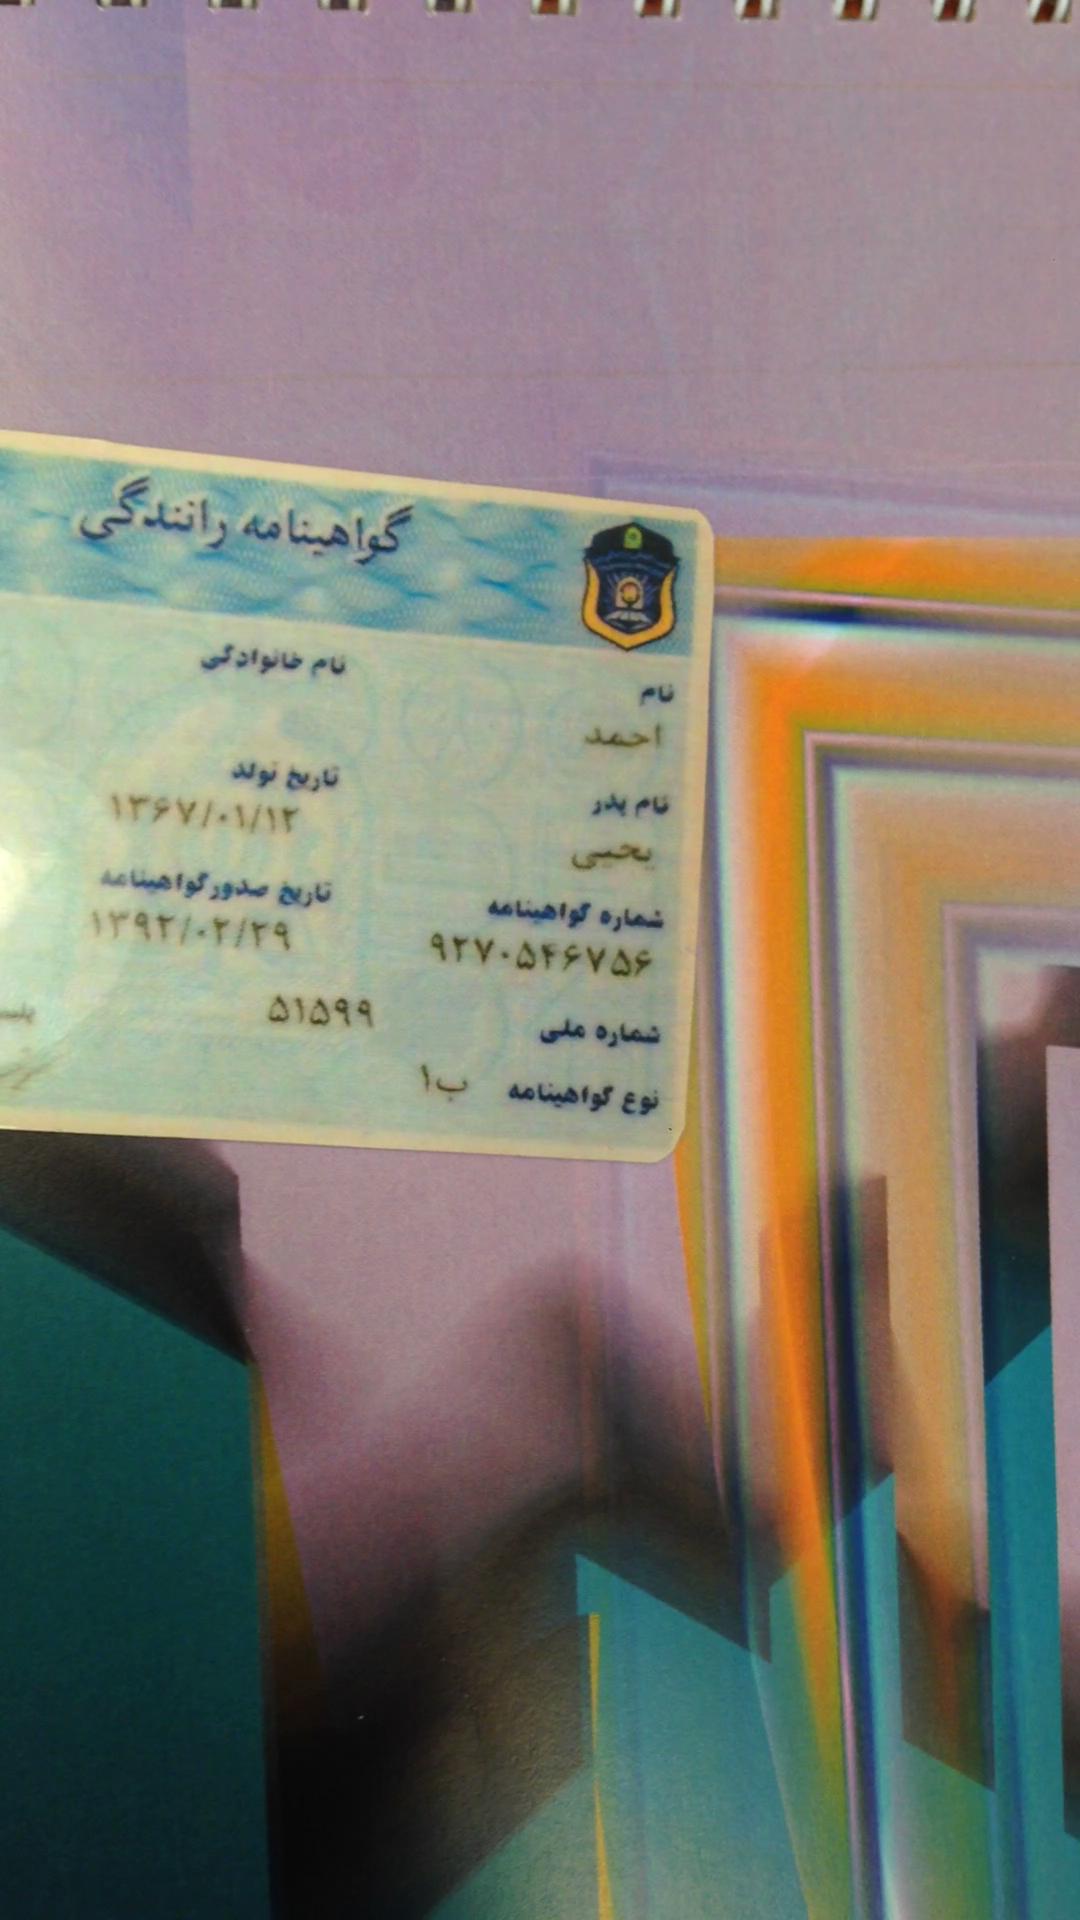 گواهینامه رانندگی
نام
احمد
نام خانوادگی
نام پدر
یحیی
تاریخ تولد
۱۳۶۷/۰۱/۱۲
شماره گواهینامه
۹۲۷۰۵۴۶۷۵۶
تاریخ صدور گواهینامه
۱۳۹۲/۰۲/۲۹
شماره ملی ۵۱۵۹۹
نوع گواهینامه ب۱